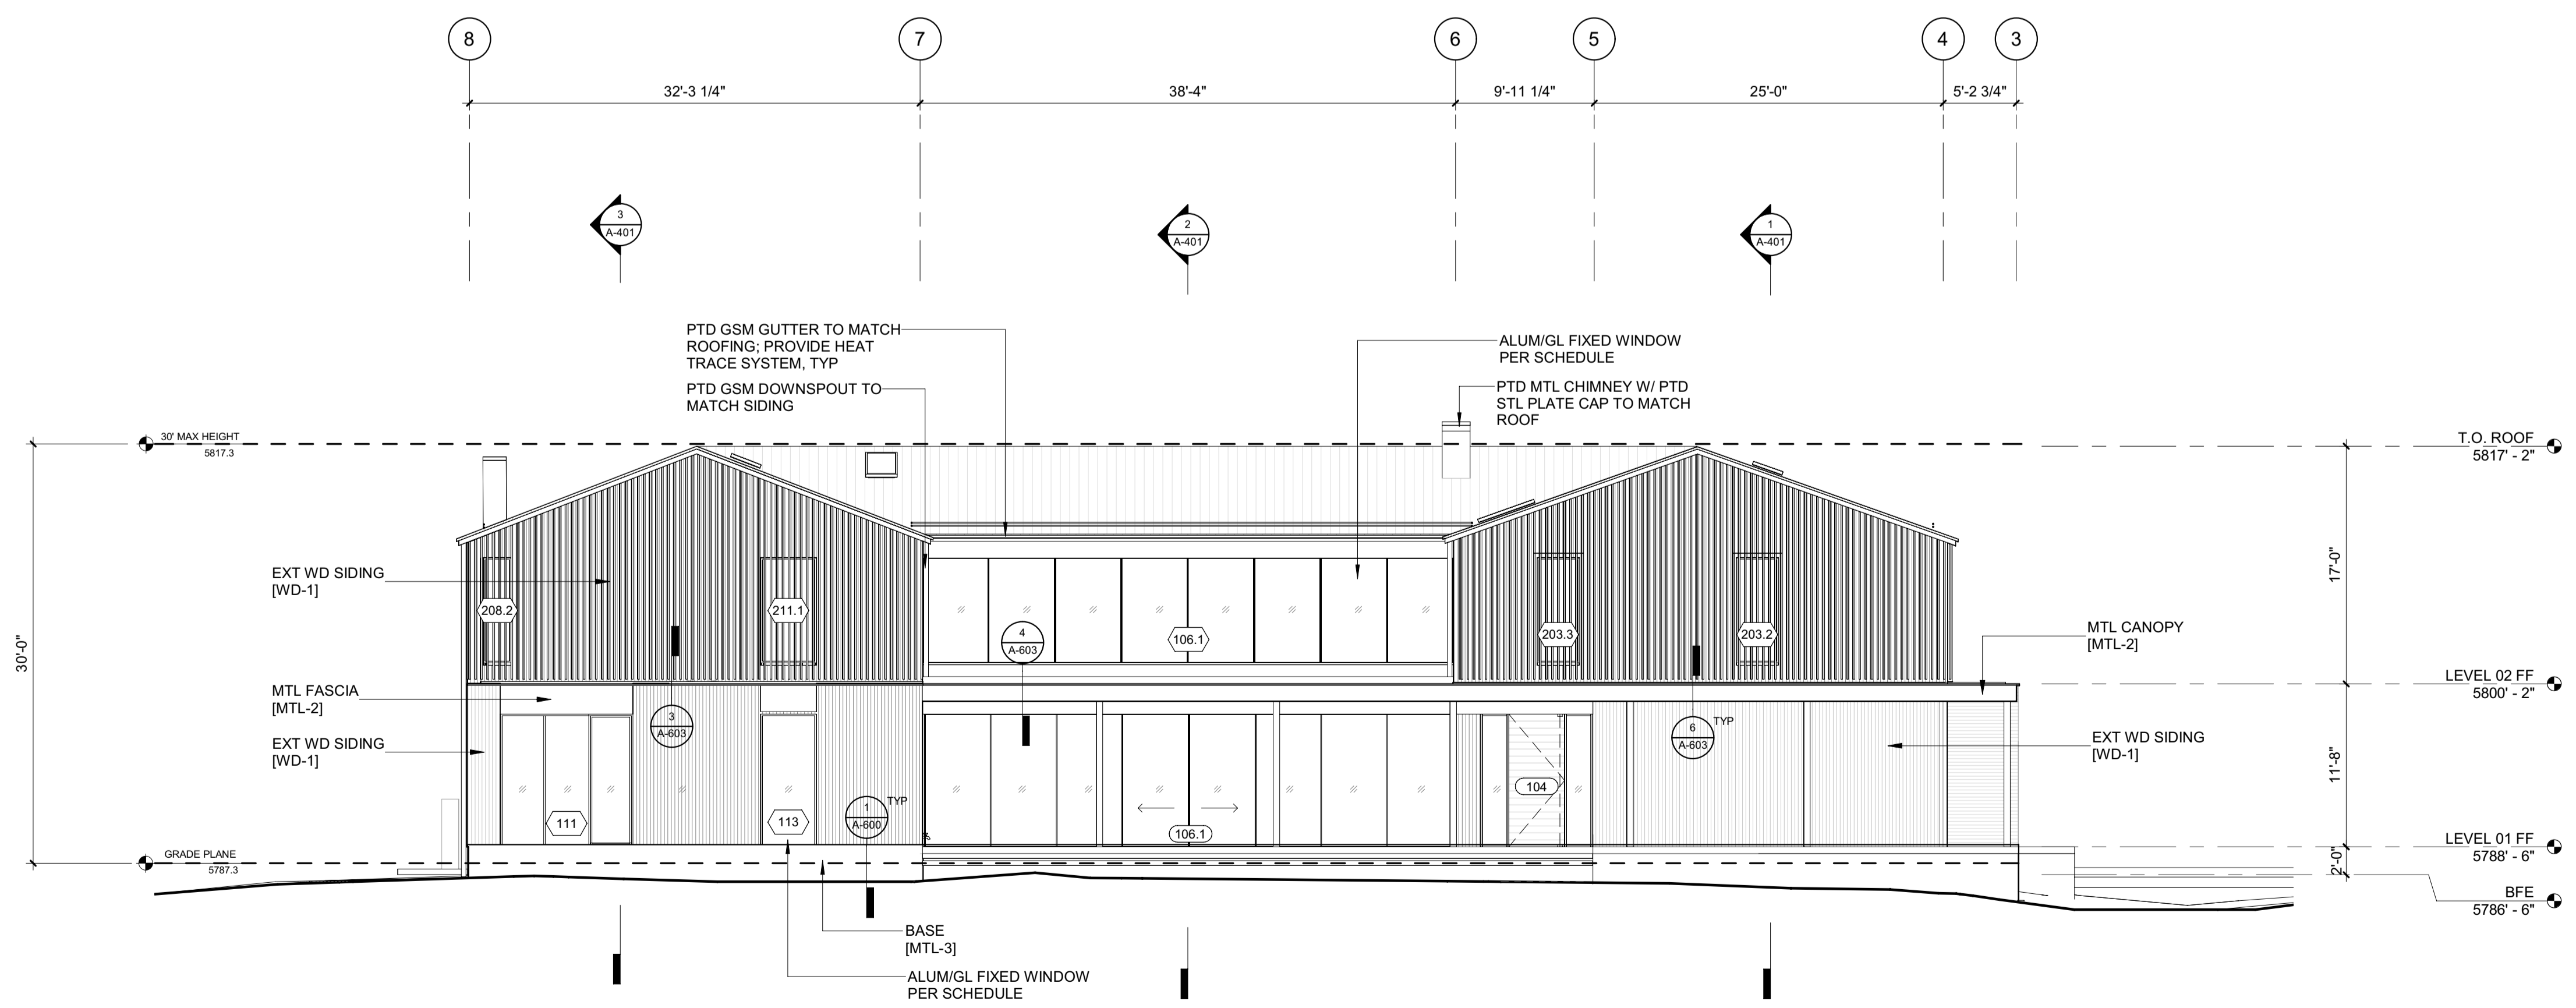 8
7
6
5
4
3
32'-3 1/4"
38'-4"
9'-11 1/4"
25'-0"
5'-2 3/4"
3
A-401
2
A-401
1
A-401
PTD GSM GUTTER TO MATCH
ROOFING; PROVIDE HEAT
TRACE SYSTEM, TYP
PTD GSM DOWNSPOUT TO
MATCH SIDING
ALUM/GL FIXED WINDOW
PER SCHEDULE
PTD MTL CHIMNEY W/ PTD
STL PLATE CAP TO MATCH
ROOF
30' MAX HEIGHT
5817.3
T.O. ROOF
5817' - 2"
EXT WD SIDING
[WD-1]
208.2
211.1
4
A-603
106.1
203.3
203.2
17'-0"
30'-0"
MTL CANOPY
[MTL-2]
LEVEL 02 FF
5800' - 2"
MTL FASCIA
[MTL-2]
3
A-603
6
A-603
TYP
EXT WD SIDING
[WD-1]
EXT WD SIDING
[WD-1]
11'-8"
104
111
113
1
A-600
TYP
106.1
LEVEL 01 FF
5788' - 6"
GRADE PLANE
5787.3
2'-0"
BFE
5786' - 6"
BASE
[MTL-3]
ALUM/GL FIXED WINDOW
PER SCHEDULE